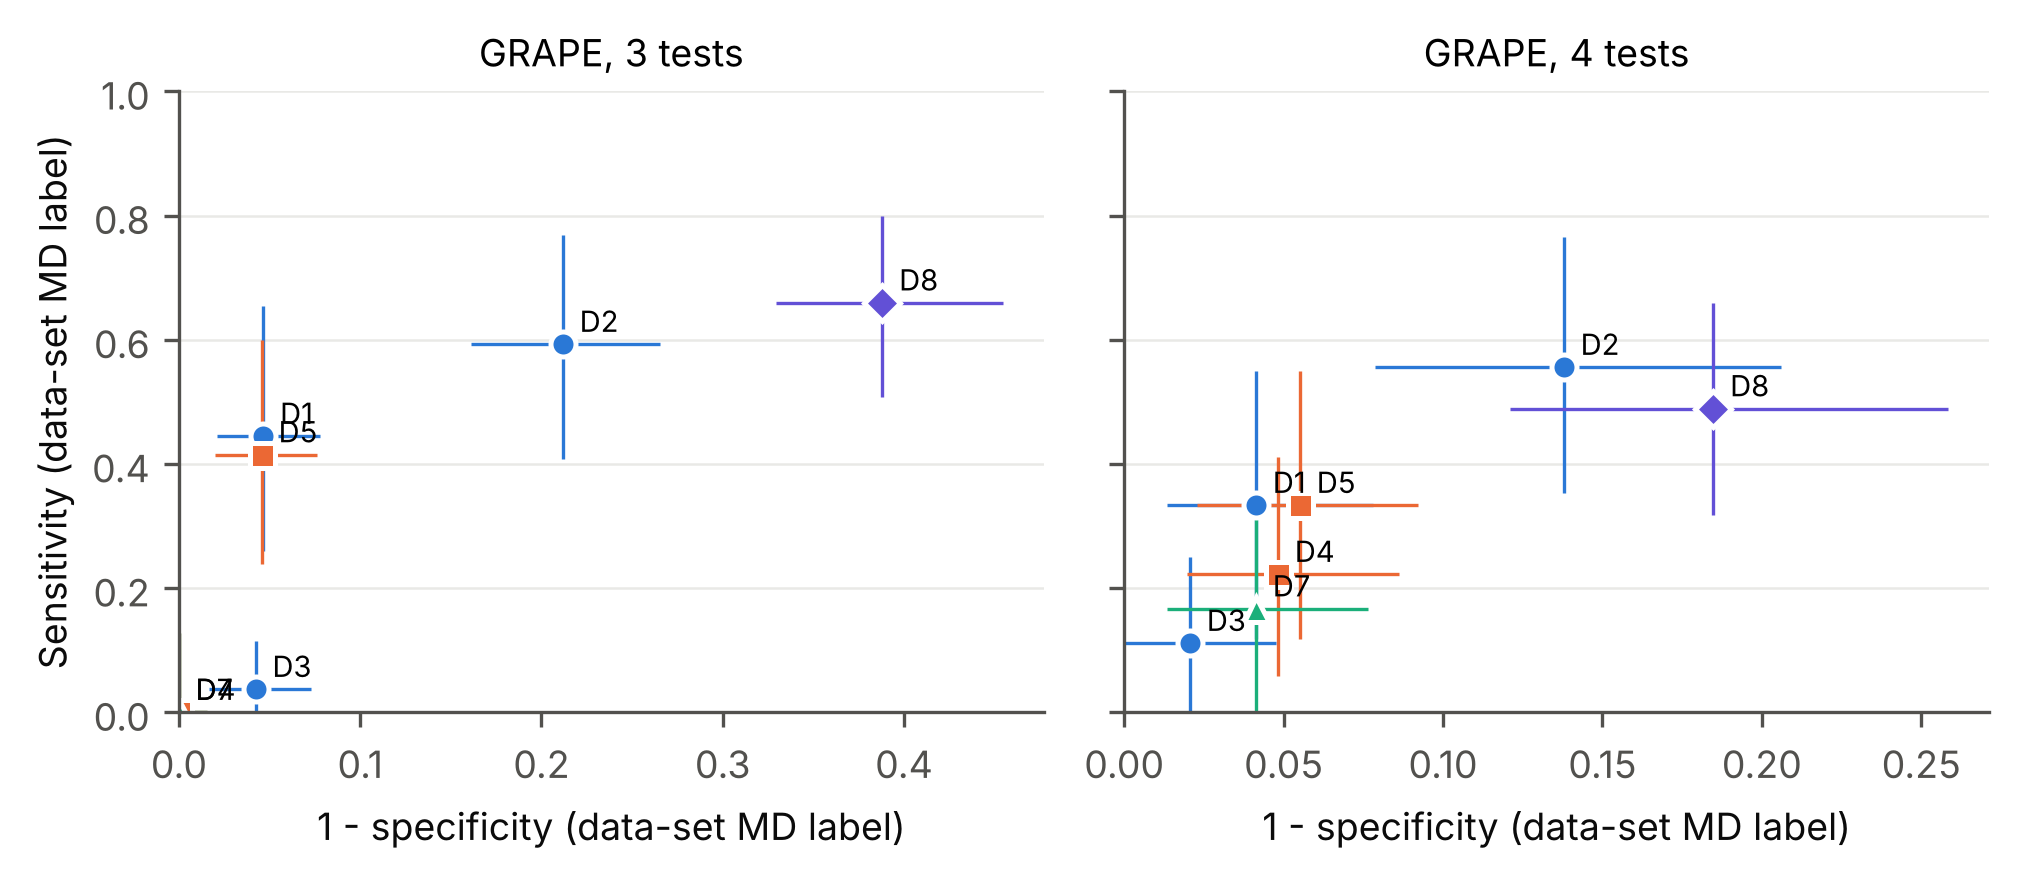 GRAPE, 3 tests
GRAPE, 4 tests
Sensitivity (data-set MD label)
1.0
0.8
0.6
0.4
0.2
0.0
D8
D2
D1
D5
D3
D7
D4
D2
D8
D1
D5
D4
D7
D3
0.0
0.1
0.2
0.3
0.4
0.00
0.05
0.10
0.15
0.20
0.25
1 - specificity (data-set MD label)
1 - specificity (data-set MD label)